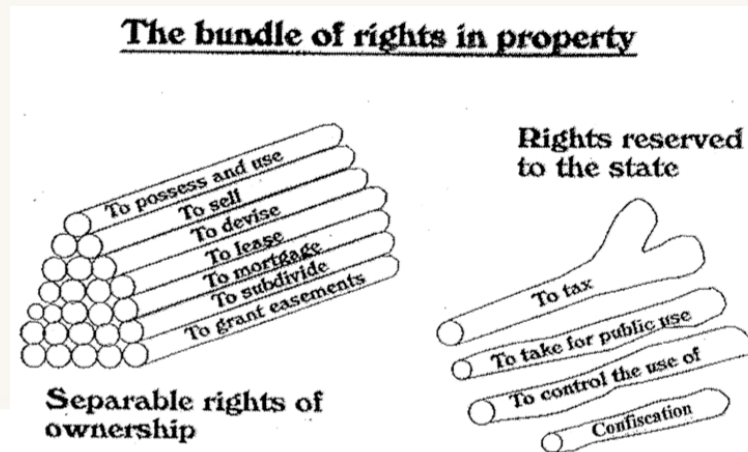 The bundle of rights in property
To possess and use
To sell
To devise
To lease
To mortgage
To subdivide
To grant easements
Separable rights of
ownership
Rights reserved
to the state
To tax
To take for public use
To control the use of
Confiscation